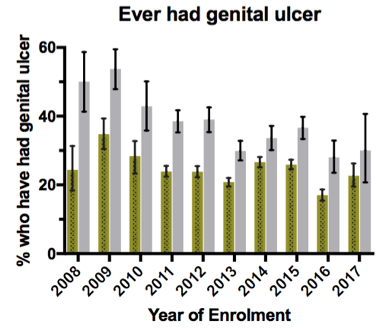 Ever had genital ulcer
% who have had genital ulcer
60
40
20
0
2008 2009 2010 2011 2012 2013 2014 2015 2016 2017
Year of Enrolment